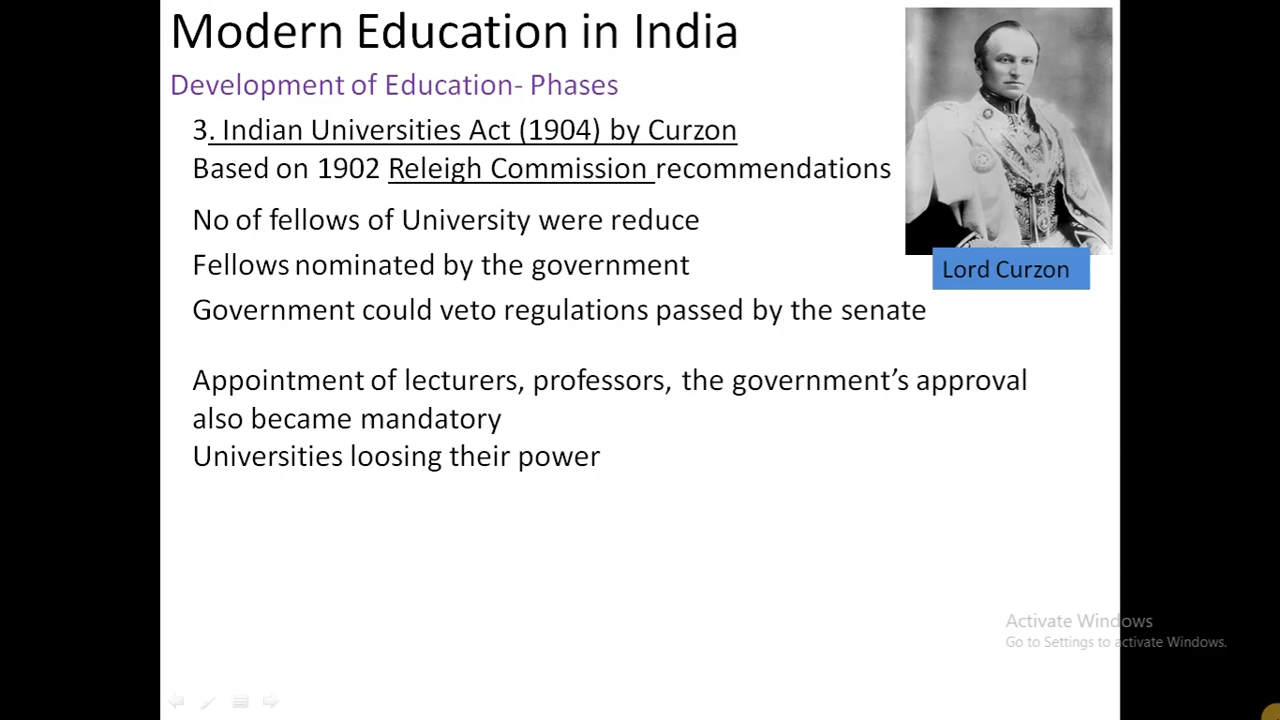 Modern Education in India
Development of Education- Phases
3. Indian Universities Act (1904) by Curzon
Based on 1902 Releigh Commission recommendations
No of fellows of University were reduce
Fellows nominated by the government
Lord Curzon
Government could veto regulations passed by the senate
Appointment of lecturers, professors, the government’s approval
also became mandatory
Universities loosing their power
Activate Windows
Go to Settings to activate Windows.